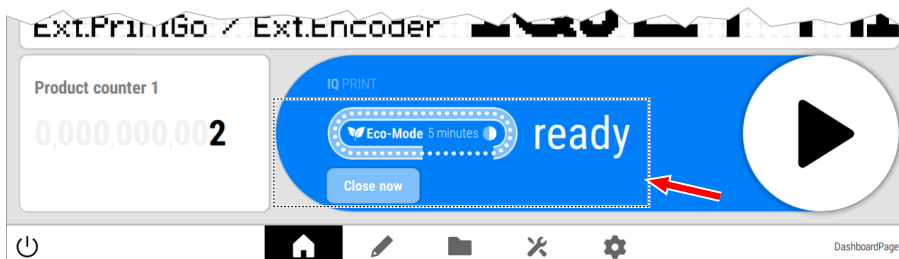 Ext.PrintGo / Ext.Encoder
Product counter 1
0,000,000,002
IQ PRINT
Eco-Mode 5 minutes
ready
Close now
DashboardPage